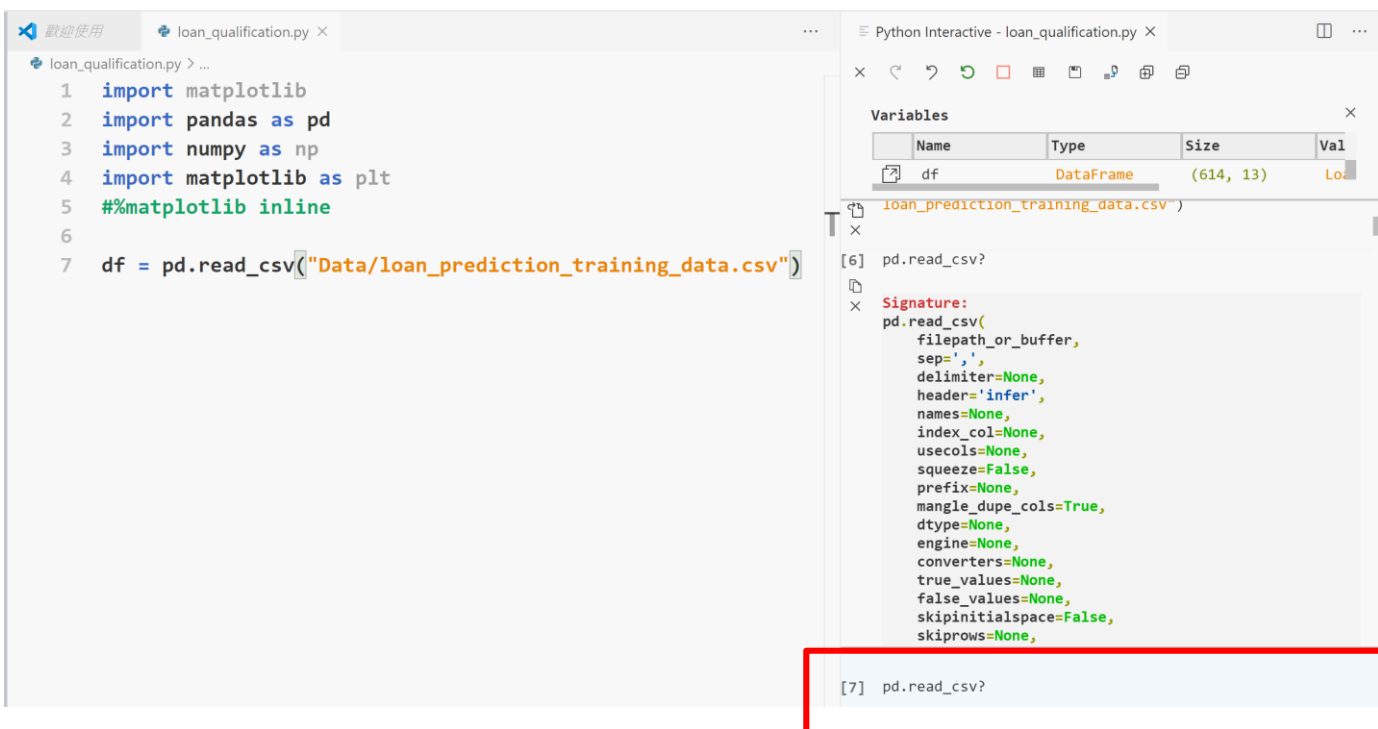 歡迎使用
loan_qualification.py
loan_qualification.py > ...
1 import matplotlib
2 import pandas as pd
3 import numpy as np
4 import matplotlib as plt
5 #%matplotlib inline
6
7 df = pd.read_csv("Data/loan_prediction_training_data.csv")
Python Interactive - loan_qualification.py
Variables
Name Type Size Val
df DataFrame (614, 13)
loan_prediction_training_data.csv")
[6] pd.read_csv?
Signature:
pd.read_csv(
filepath_or_buffer,
sep=',',
delimiter=None,
header='infer',
names=None,
index_col=None,
usecols=None,
squeeze=False,
prefix=None,
mangle_dupe_cols=True,
dtype=None,
engine=None,
converters=None,
true_values=None,
false_values=None,
skipinitialspace=False,
skiprows=None,
[7] pd.read_csv?